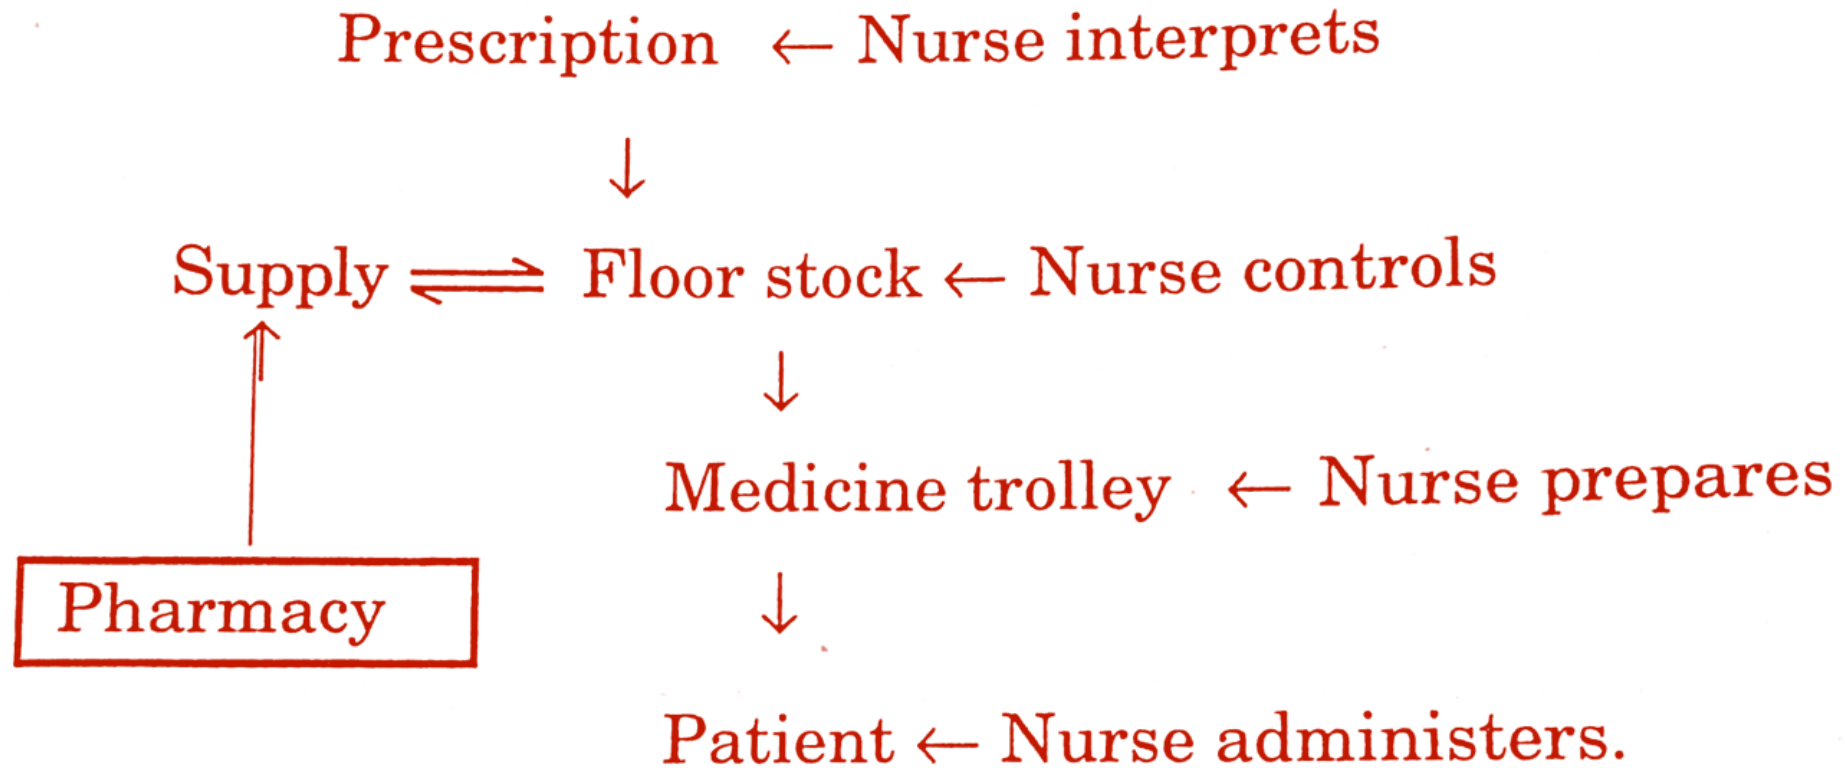 Prescription ← Nurse interprets
↓
Supply ⇌ Floor stock ← Nurse controls
↓
Medicine trolley ← Nurse prepares
Pharmacy
↓
Patient ← Nurse administers.